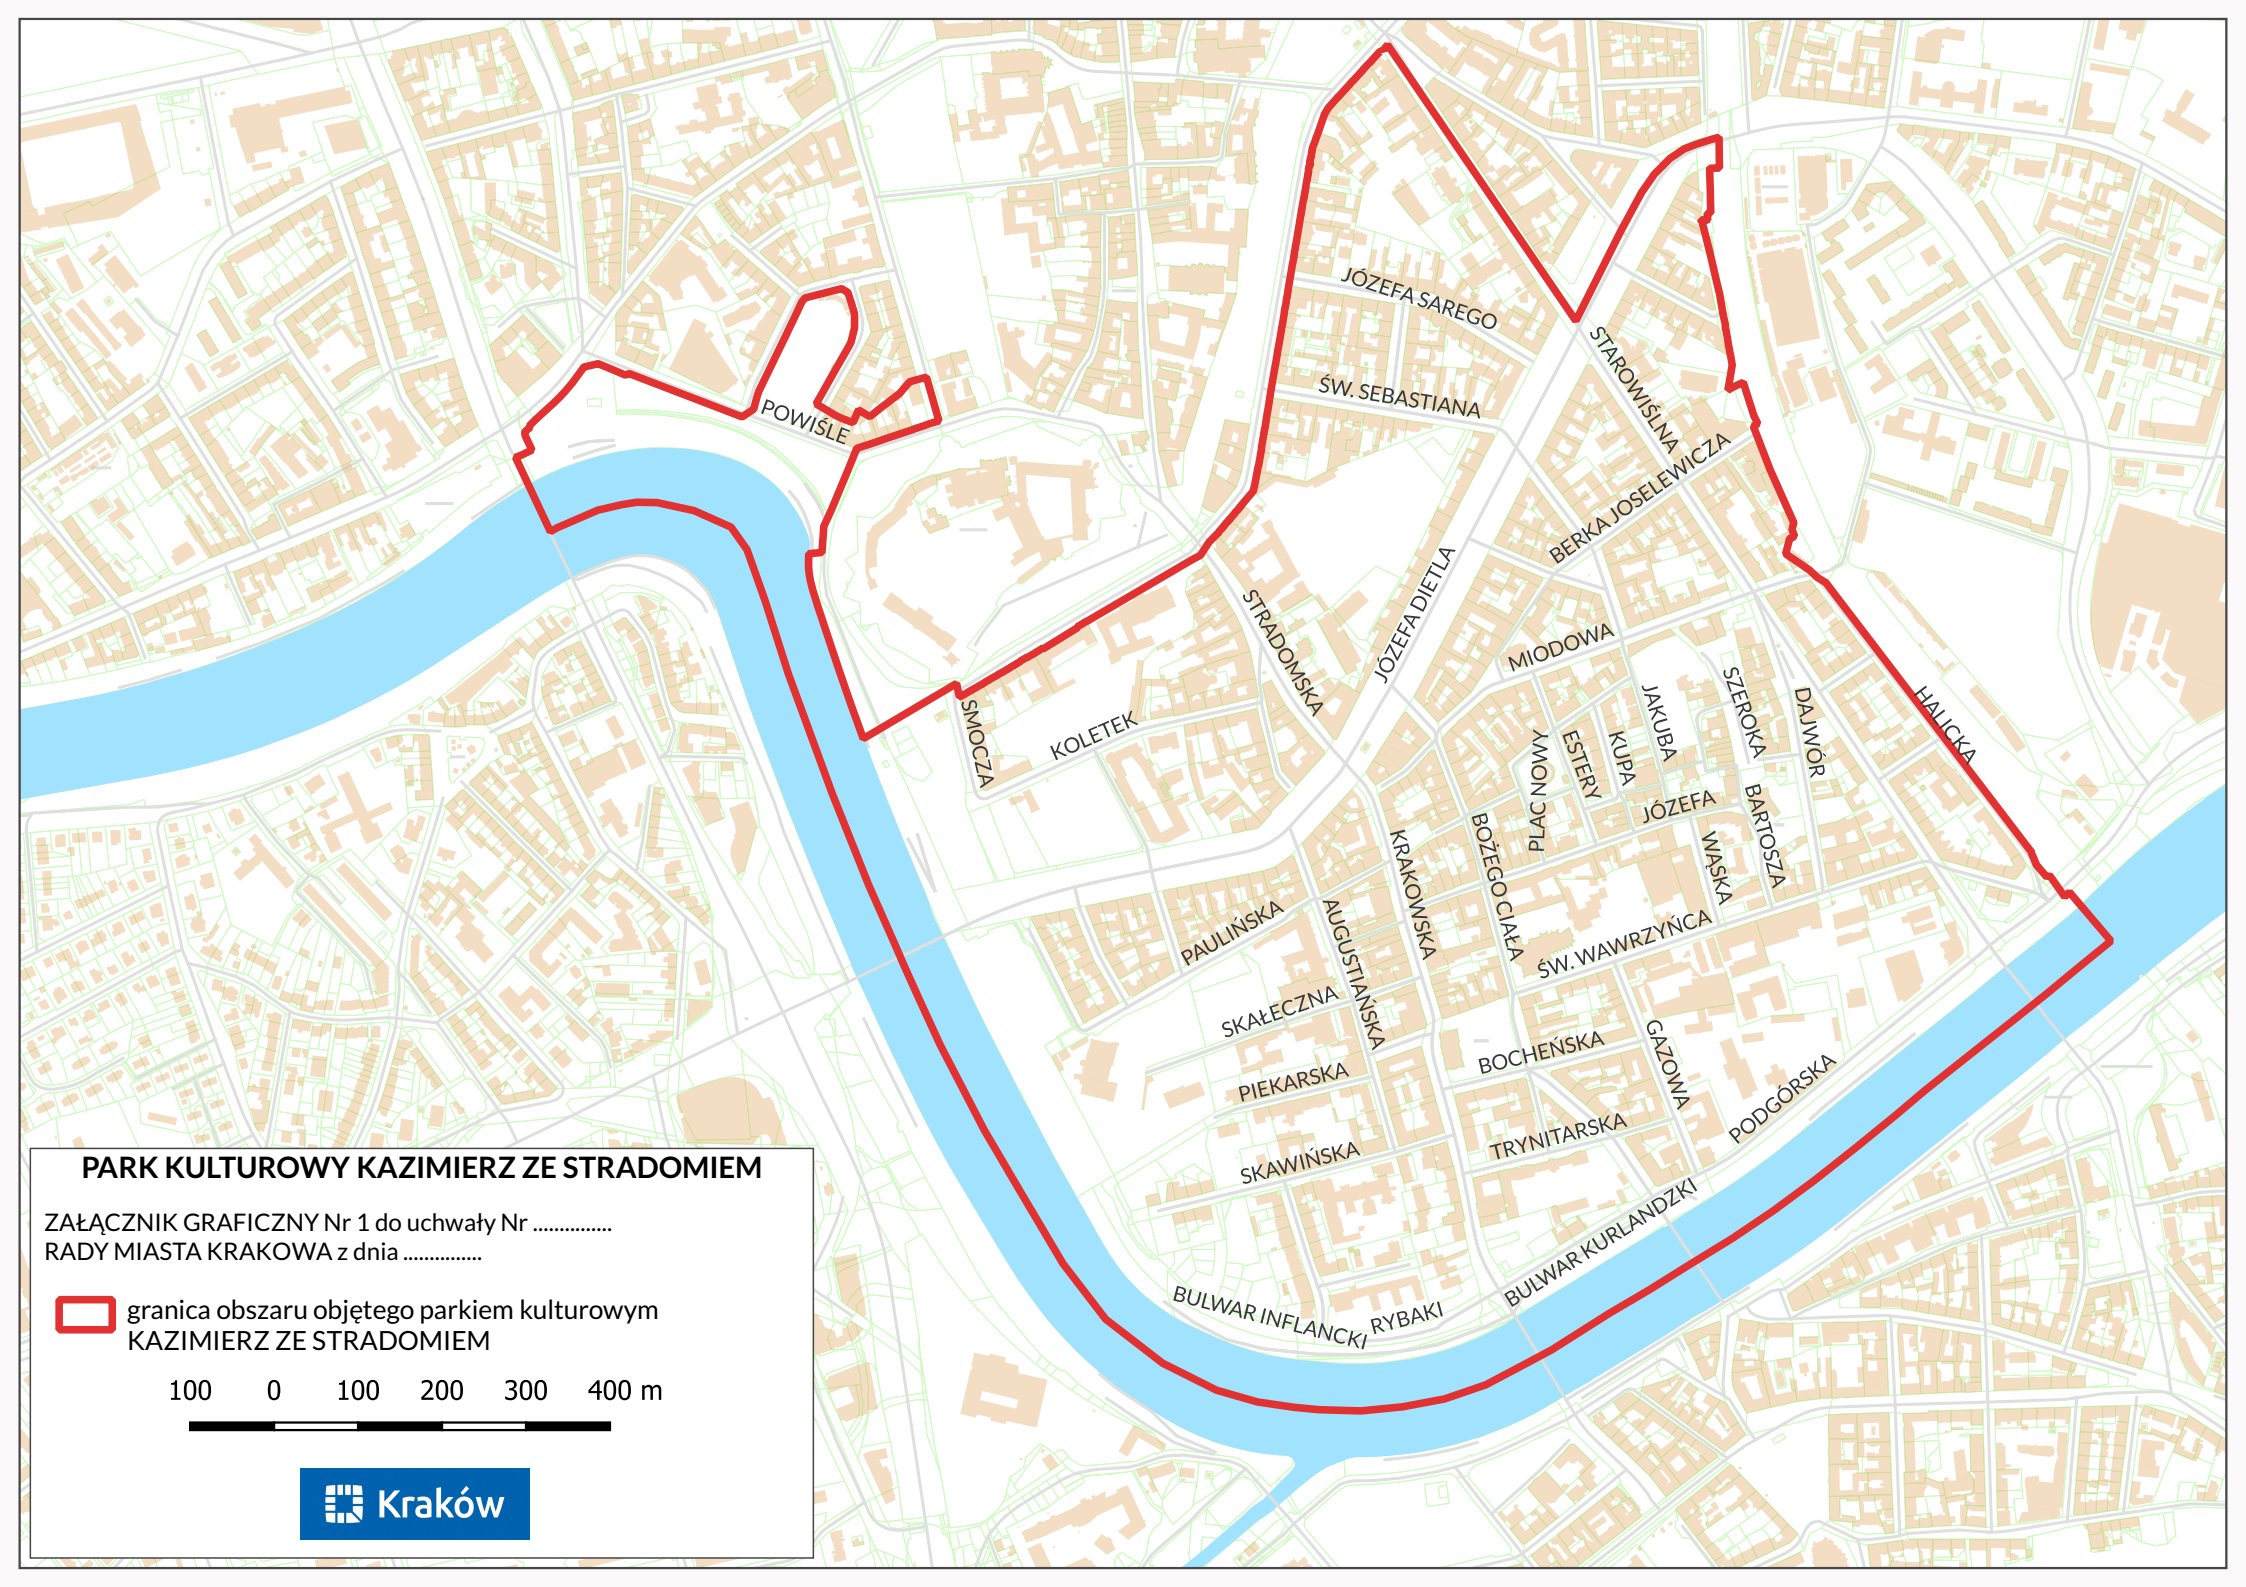 JÓZEFA SAREGO
STAROWIŚLNA
ŚW. SEBASTIANA
POWIŚLE
BERKA JOSELEWICZA
JÓZEFA DIETLA
STRADOMSKA
MIODOWA
SZEROKA
JAKUBA
DAJWÓR
HALICKA
SMOCZA
KOLETEK
PLAC NOWY
ESTERY
KUPA
BARTOSZA
JÓZEFA
WĄSKA
BOŻEGO CIAŁA
KRAKOWSKA
PAULIŃSKA
AUGUSTIAŃSKA
ŚW. WAWRZYŃCA
SKAŁECZNA
GAZOWA
BOCHEŃSKA
PIEKARSKA
PODGÓRSKA
TRYNITARSKA
SKAWIŃSKA
BULWAR KURLANDZKI
BULWAR INFLANCKI
RYBAKI
PARK KULTUROWY KAZIMIERZ ZE STRADOMIEM
ZAŁĄCZNIK GRAFICZNY Nr 1 do uchwały Nr ...............
RADY MIASTA KRAKOWA z dnia ...............
granica obszaru objętego parkiem kulturowym
KAZIMIERZ ZE STRADOMIEM
100 0 100 200 300 400 m
Kraków